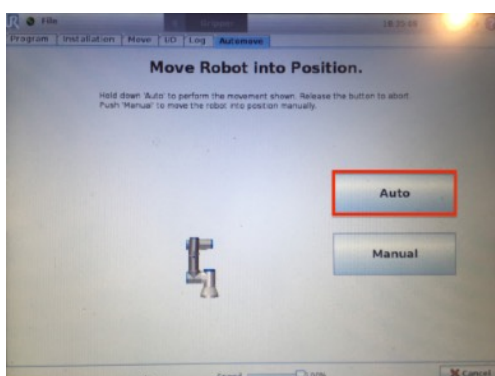 File
Program Installation Move I/O Log Automove
Move Robot into Position.
Hold down 'Auto' to perform the movement shown. Release the button to abort.
Push 'Manual' to move the robot into position manually.
Auto
Manual
Speed
Cancel